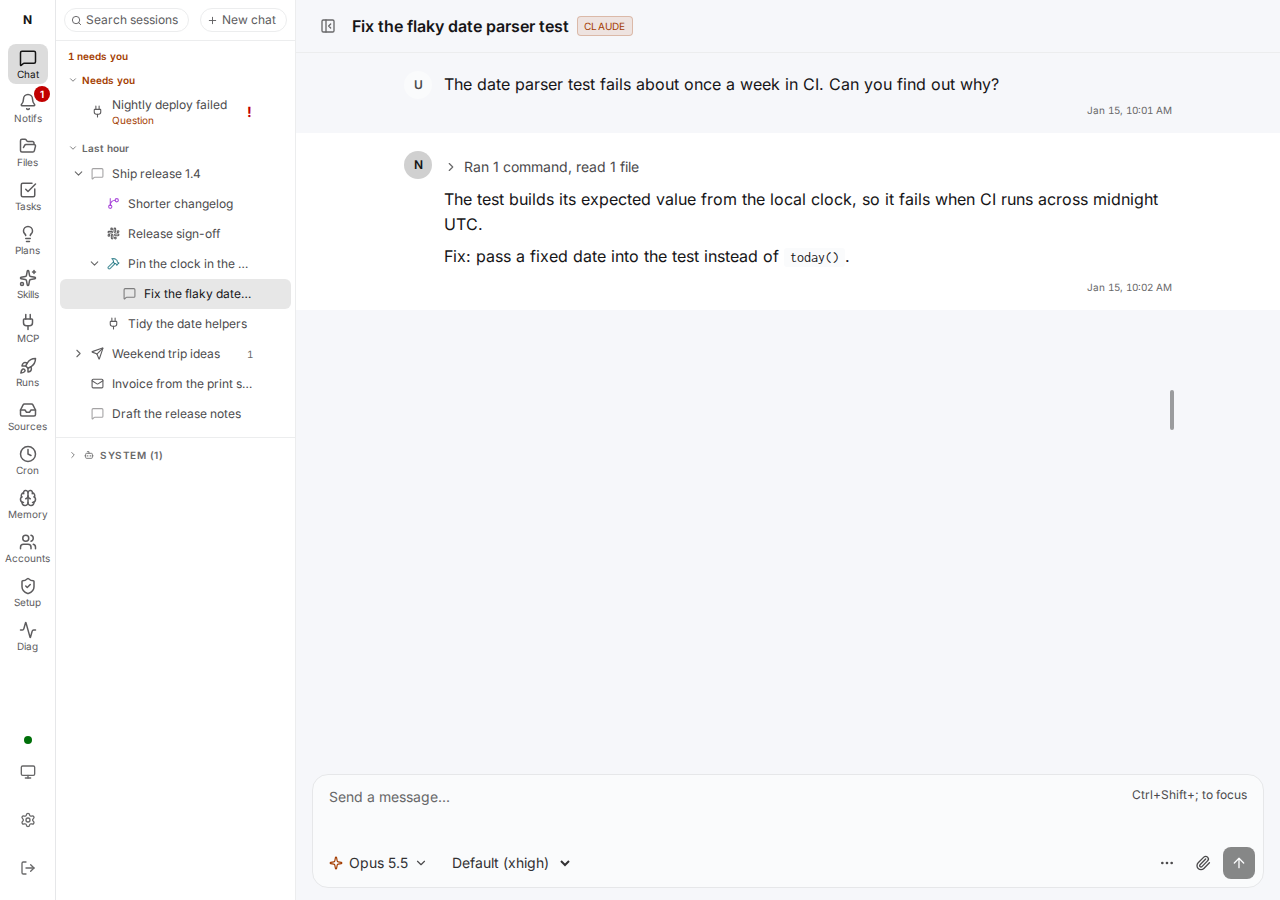 N
Chat
1
Notifs
Files
Tasks
Plans
Skills
MCP
Runs
Sources
Cron
Memory
Accounts
Setup
Diag
Search sessions
New chat
1 needs you
Needs you
Nightly deploy failed
Question
!
Last hour
Ship release 1.4
Shorter changelog
Release sign-off
Pin the clock in the ...
Fix the flaky date...
Tidy the date helpers
Weekend trip ideas 1
Invoice from the print s...
Draft the release notes
SYSTEM (1)
Fix the flaky date parser test CLAUDE
U
The date parser test fails about once a week in CI. Can you find out why?
Jan 15, 10:01 AM
N
Ran 1 command, read 1 file
The test builds its expected value from the local clock, so it fails when CI runs across midnight
UTC.
Fix: pass a fixed date into the test instead of today() .
Jan 15, 10:02 AM
Send a message...
Ctrl+Shift+; to focus
Opus 5.5 Default (xhigh)